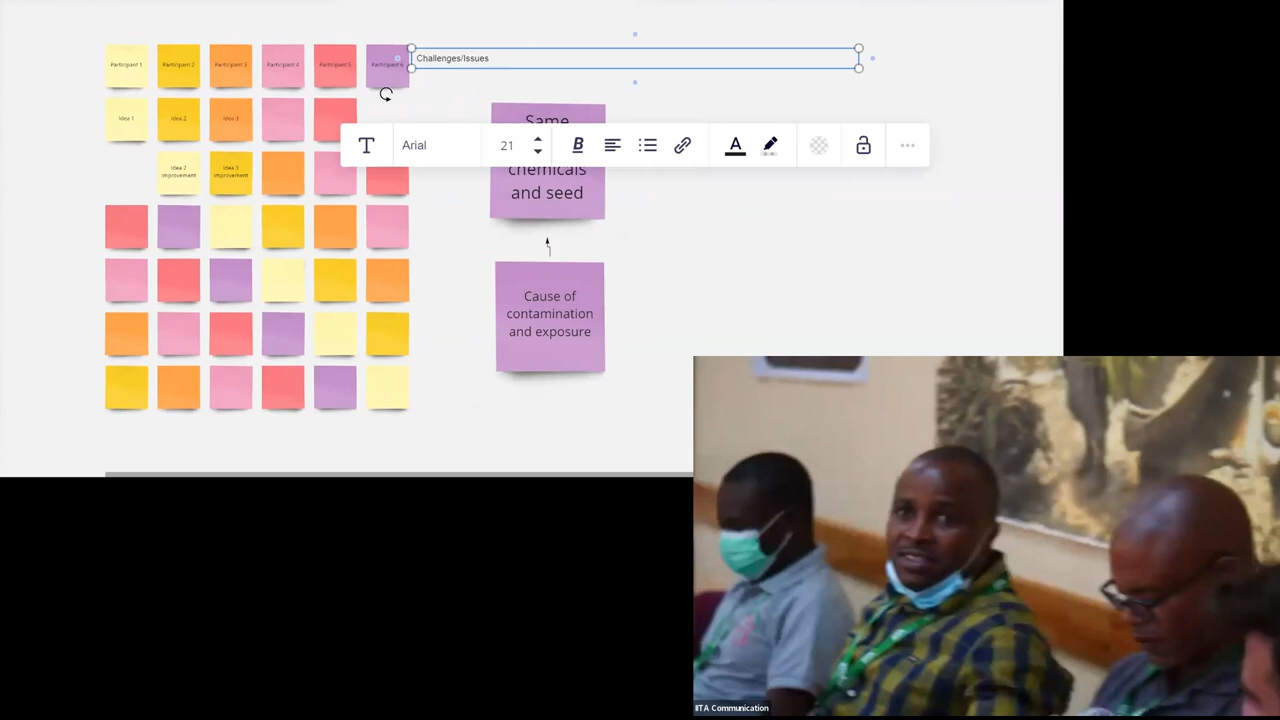 Participant 1
Participant 2
Participant 3
Participant 4
Participant 5
Participant 6
Challenges/Issues
Idea 1
Idea 2
Idea 3
Same
Arial
21
B
A
chemicals
and seed
Idea 2
improvement
Idea 3
improvement
Cause of
contamination
and exposure
IITA Communication